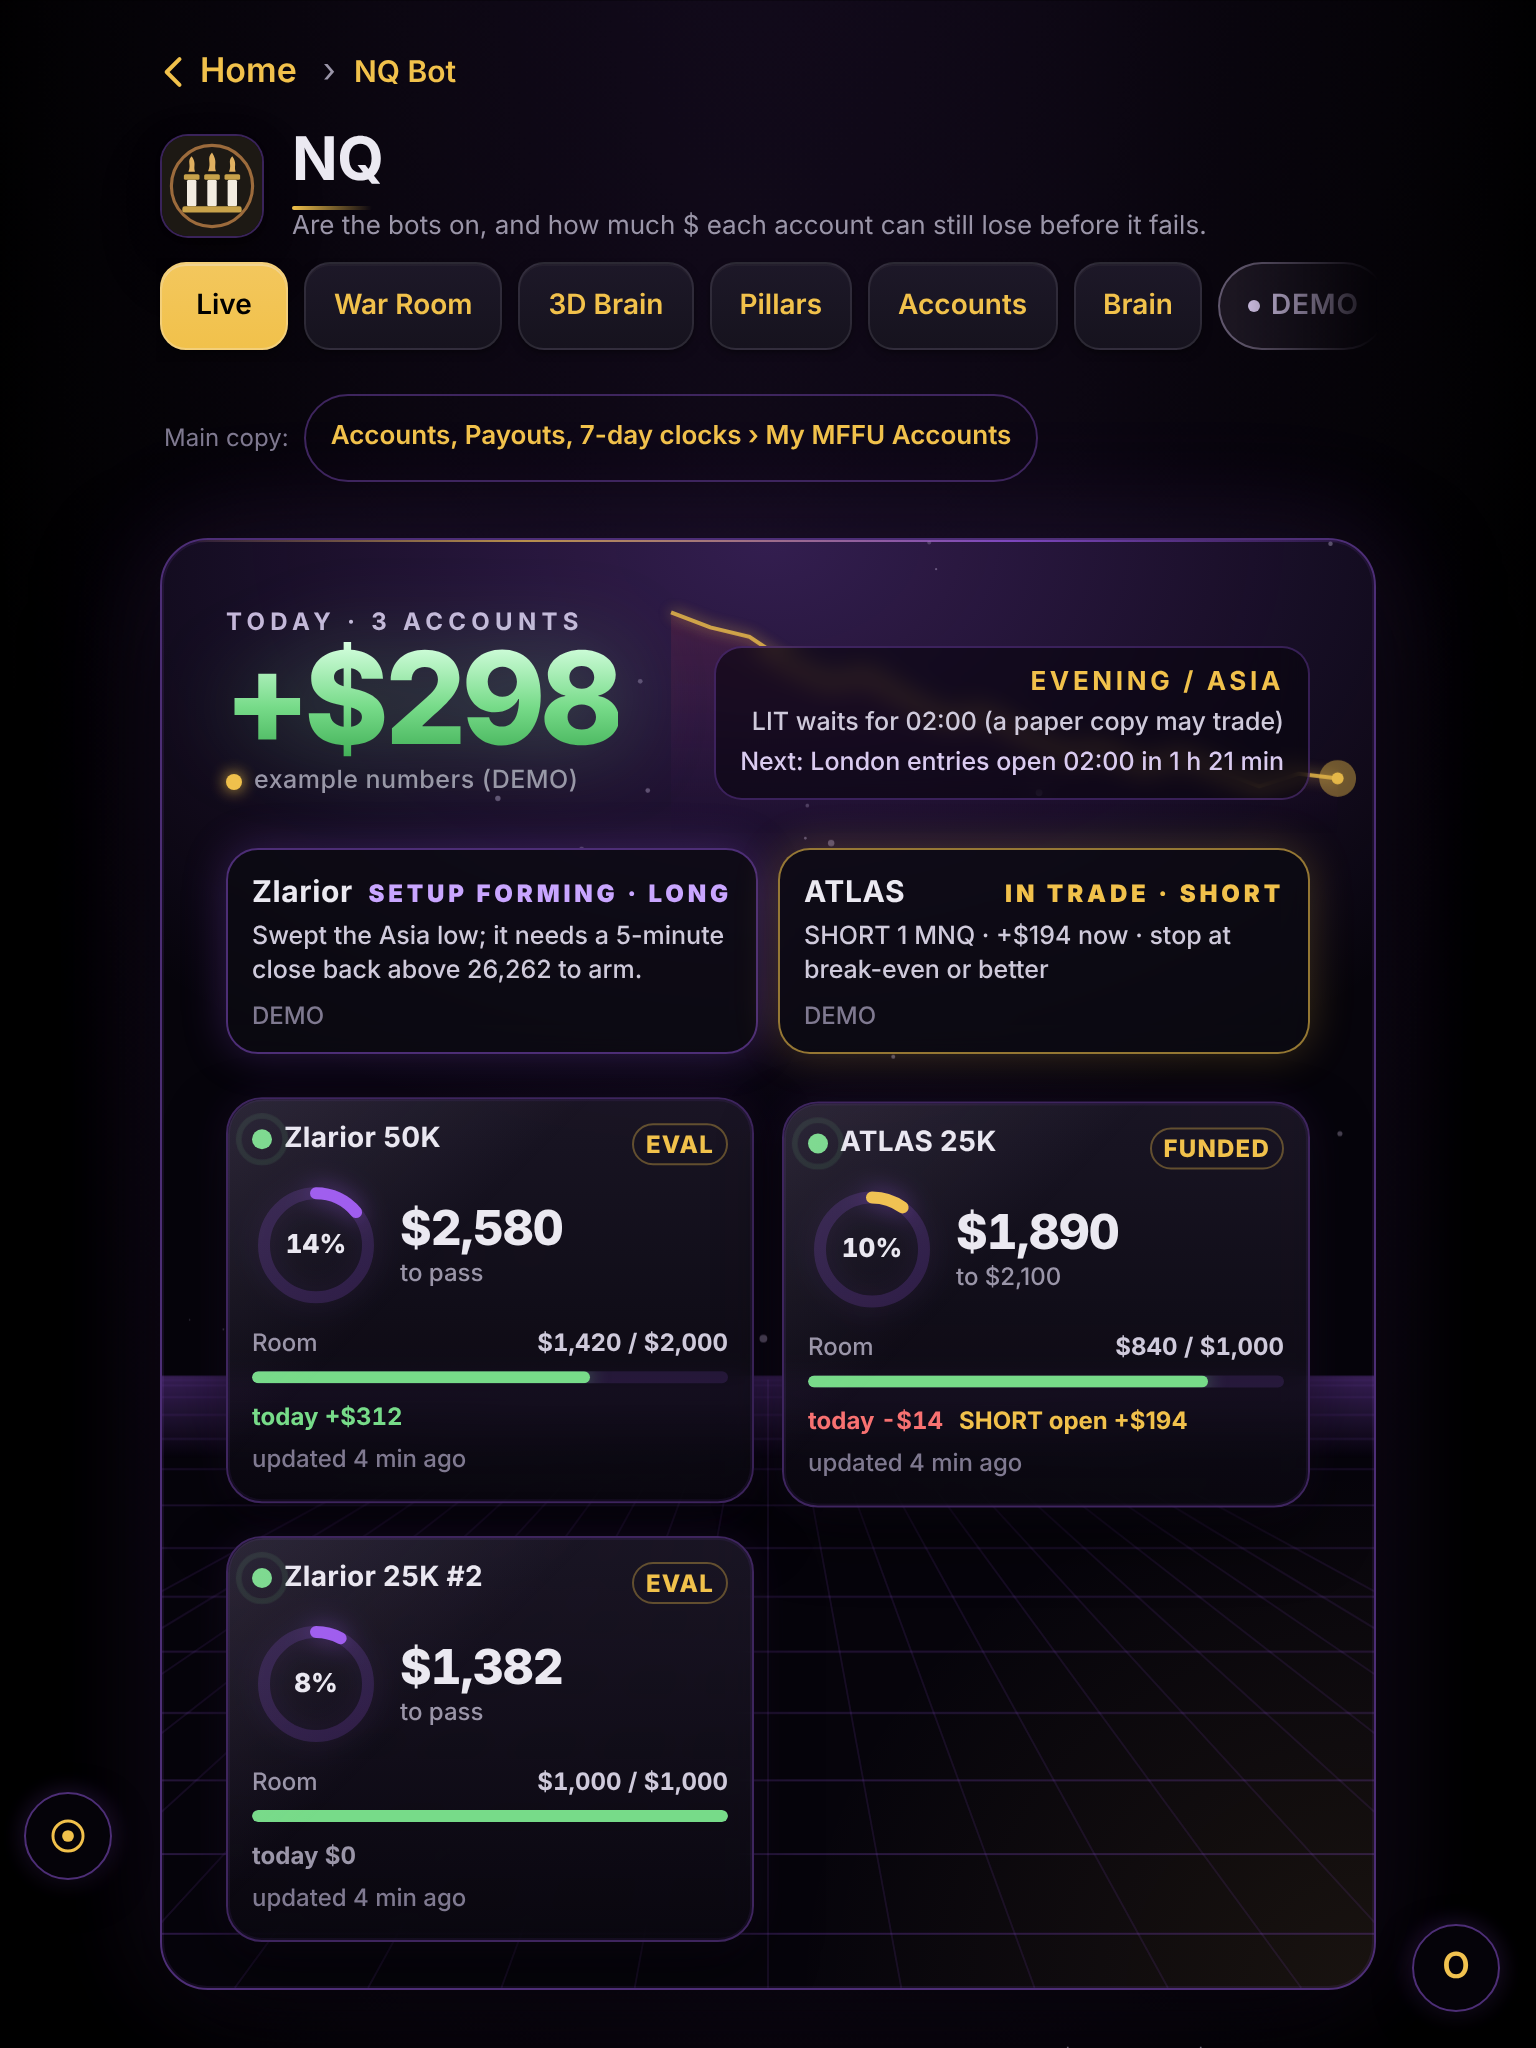 Home › NQ Bot
NQ
Are the bots on, and how much $ each account can still lose before it fails.
Live
War Room
3D Brain
Pillars
Accounts
Brain
DEMO
Main copy:
Accounts, Payouts, 7-day clocks › My MFFU Accounts
TODAY · 3 ACCOUNTS
+$298
example numbers (DEMO)
EVENING / ASIA
LIT waits for 02:00 (a paper copy may trade)
Next: London entries open 02:00 in 1 h 21 min
Zlarior SETUP FORMING · LONG
Swept the Asia low; it needs a 5-minute
close back above 26,262 to arm.
DEMO
ATLAS IN TRADE · SHORT
SHORT 1 MNQ · +$194 now · stop at
break-even or better
DEMO
Zlarior 50K
EVAL
14%
$2,580
to pass
Room $1,420 / $2,000
today +$312
updated 4 min ago
ATLAS 25K
FUNDED
10%
$1,890
to $2,100
Room $840 / $1,000
today -$14 SHORT open +$194
updated 4 min ago
Zlarior 25K #2
EVAL
8%
$1,382
to pass
Room $1,000 / $1,000
today $0
updated 4 min ago
O